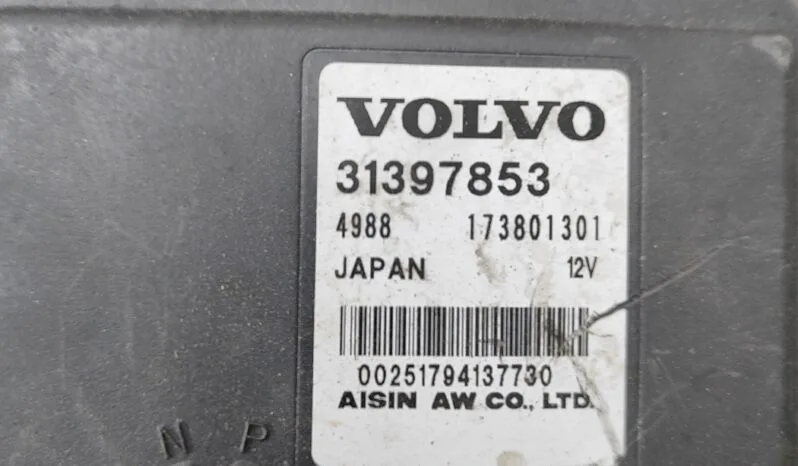 VOLVO
31397853
4988 173801301
JAPAN 12V
00251794137730
AISIN AW CO., LTD.
N P